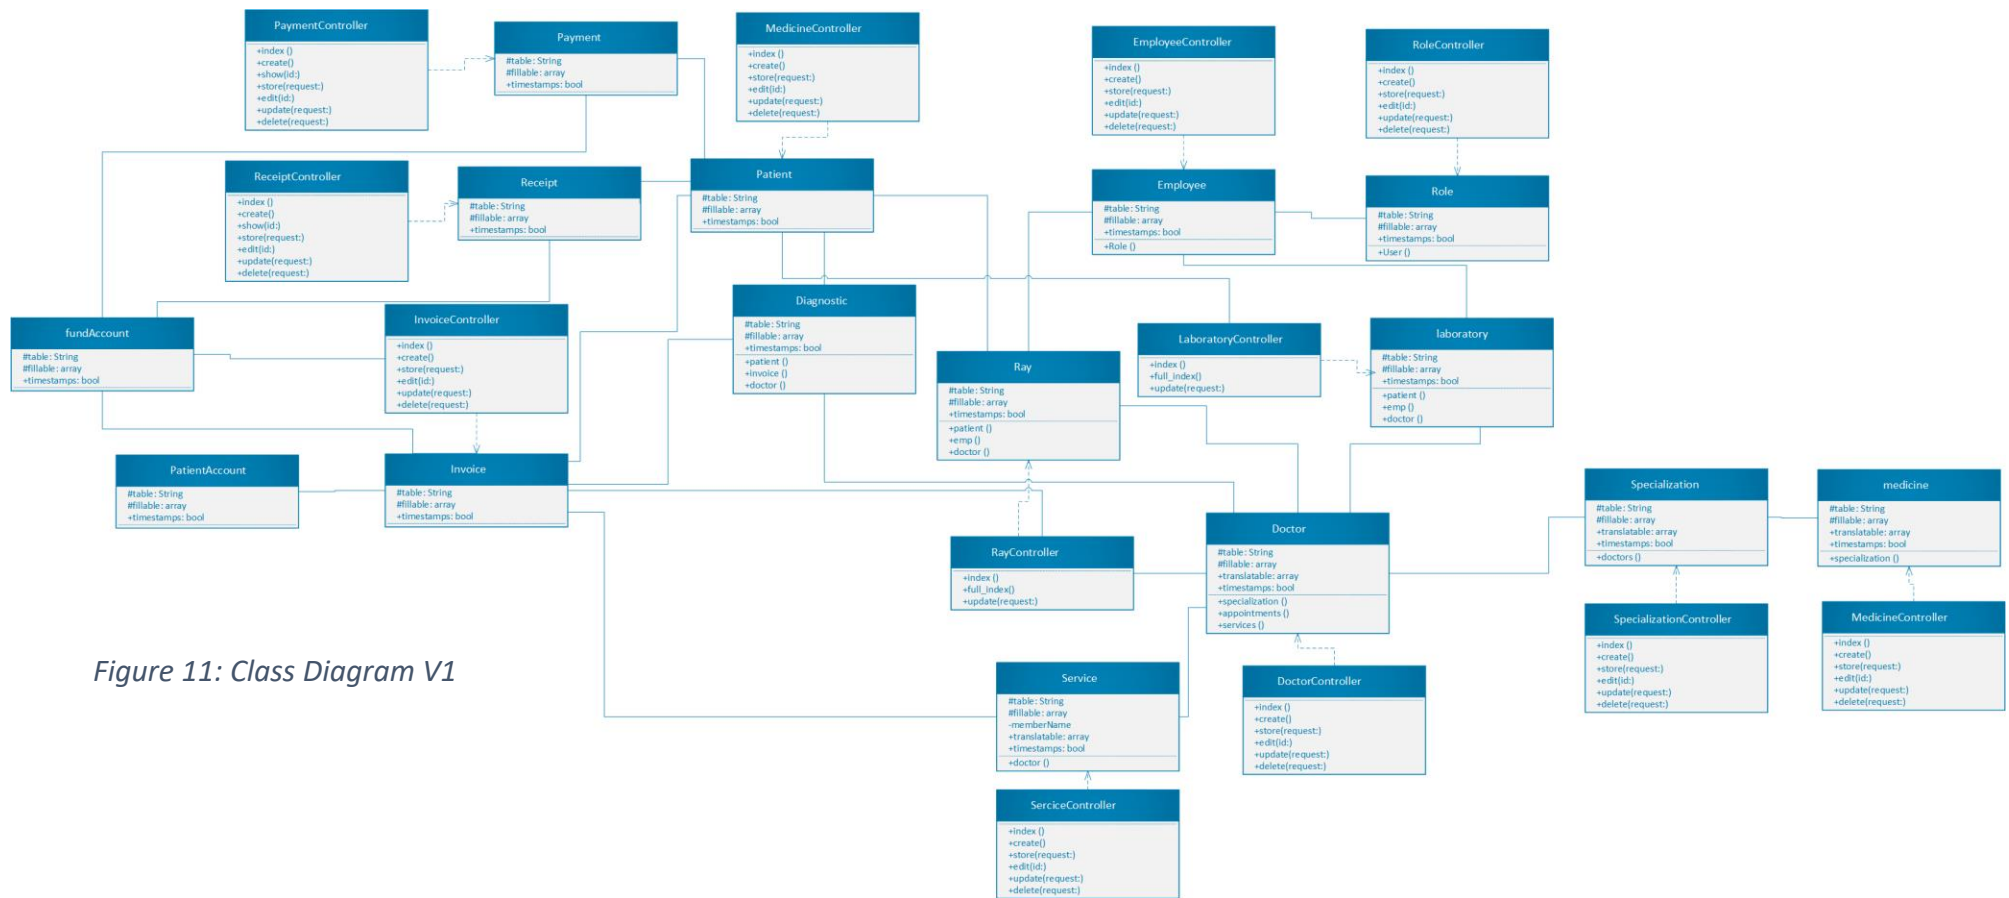 PaymentController
+index ()
+create()
+show(id:)
+store(request:)
+edit(id:)
+update(request:)
+delete(request:)
Payment
#table: String
#fillable: array
+timestamps: bool
MedicineController
+index ()
+create()
+store(request:)
+edit(id:)
+update(request:)
+delete(request:)
EmployeeController
+index ()
+create()
+store(request:)
+edit(id:)
+update(request:)
+delete(request:)
RoleController
+index ()
+create()
+store(request:)
+edit(id:)
+update(request:)
+delete(request:)
ReceiptController
+index ()
+create()
+show(id:)
+store(request:)
+edit(id:)
+update(request:)
+delete(request:)
Receipt
#table: String
#fillable: array
+timestamps: bool
Patient
#table: String
#fillable: array
+timestamps: bool
Employee
#table: String
#fillable: array
+timestamps: bool
+Role ()
Role
#table: String
#fillable: array
+timestamps: bool
+User ()
fundAccount
#table: String
#fillable: array
+timestamps: bool
InvoiceController
+index ()
+create()
+store(request:)
+edit(id:)
+update(request:)
+delete(request:)
Diagnostic
#table: String
#fillable: array
+timestamps: bool
+patient ()
+invoice ()
+doctor ()
Ray
#table: String
#fillable: array
+timestamps: bool
+patient ()
+emp ()
+doctor ()
LaboratoryController
+index ()
+full_index()
+update(request:)
laboratory
#table: String
#fillable: array
+timestamps: bool
+patient ()
+emp ()
+doctor ()
PatientAccount
#table: String
#fillable: array
+timestamps: bool
Invoice
#table: String
#fillable: array
+timestamps: bool
RayController
+index ()
+full_index()
+update(request:)
Doctor
#table: String
#fillable: array
+translatable: array
+timestamps: bool
+specialization ()
+appointments ()
+services ()
Specialization
#table: String
#fillable: array
+translatable: array
+timestamps: bool
+doctors ()
medicine
#table: String
#fillable: array
+translatable: array
+timestamps: bool
+specialization ()
SpecializationController
+index ()
+create()
+store(request:)
+edit(id:)
+update(request:)
+delete(request:)
MedicineController
+index ()
+create()
+store(request:)
+edit(id:)
+update(request:)
+delete(request:)
Figure 11: Class Diagram V1
Service
#table: String
#fillable: array
-memberName
+translatable: array
+timestamps: bool
+doctor ()
DoctorController
+index ()
+create()
+store(request:)
+edit(id:)
+update(request:)
+delete(request:)
SerciceController
+index ()
+create()
+store(request:)
+edit(id:)
+update(request:)
+delete(request:)